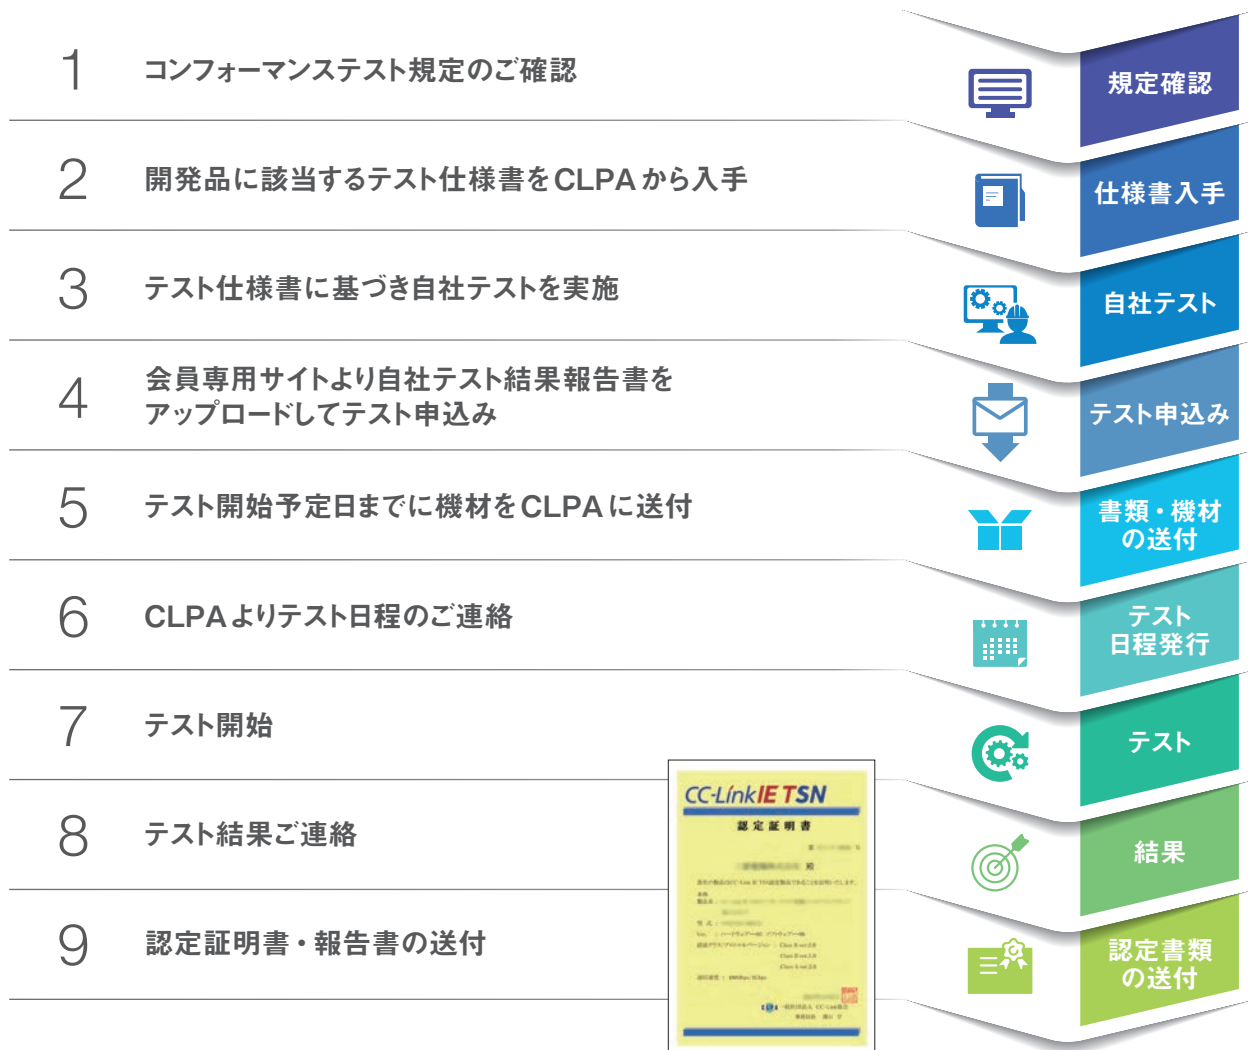 1
コンフォーマンステスト規定のご確認
規定確認
2
開発品に該当するテスト仕様書をCLPAから入手
仕様書入手
3
テスト仕様書に基づき自社テストを実施
自社テスト
4
会員専用サイトより自社テスト結果報告書を
アップロードしてテスト申込み
テスト申込み
5
テスト開始予定日までに機材をCLPAに送付
書類・機材
の送付
6
CLPAよりテスト日程のご連絡
テスト
日程発行
7
テスト開始
テスト
8
テスト結果ご連絡
結果
9
認定証明書・報告書の送付
認定書類
の送付
CC-Link IE TSN
認定証明書
殿